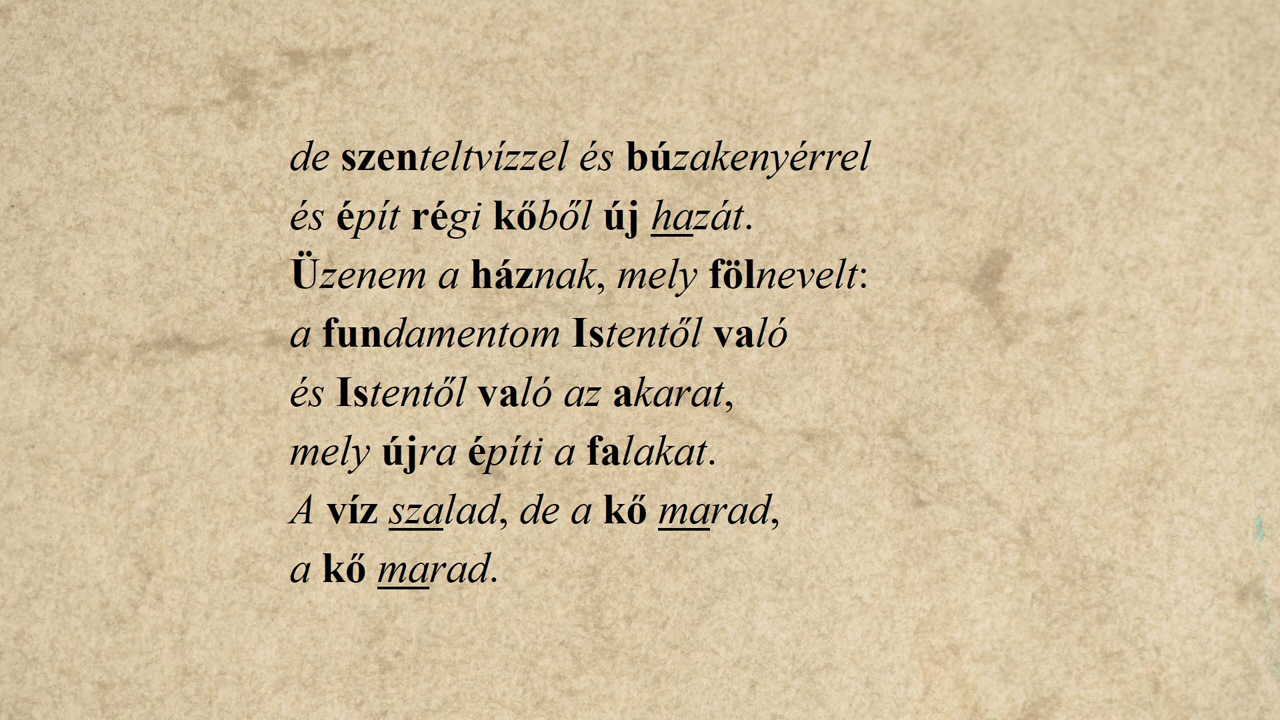 de szenteltvízzel és búzakenyérrel
és épít régi kőből új hazát.
Üzenem a háznak, mely fölnevelt:
a fundamentom Istentől való
és Istentől való az akarat,
mely újra építi a falakat.
A víz szalad, de a kő marad,
a kő marad.